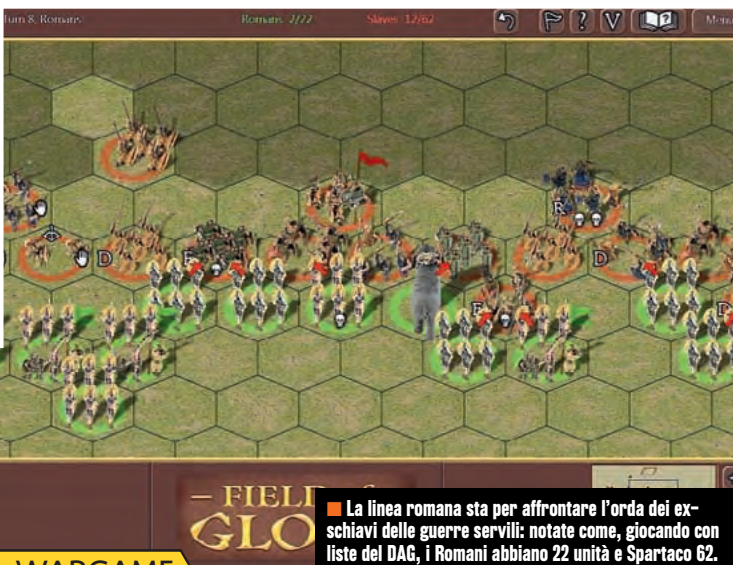 Turn 8, Romans
Romans: 2/22
Slaves: 12/62
? V ?
Menu
D
F
R
D
F
D
– FIELD of
GLO
■ La linea romana sta per affrontare l'orda dei ex-
schiavi delle guerre servili: notate come, giocando con
liste del DAG, i Romani abbiano 22 unità e Spartaco 62.
WARGAME